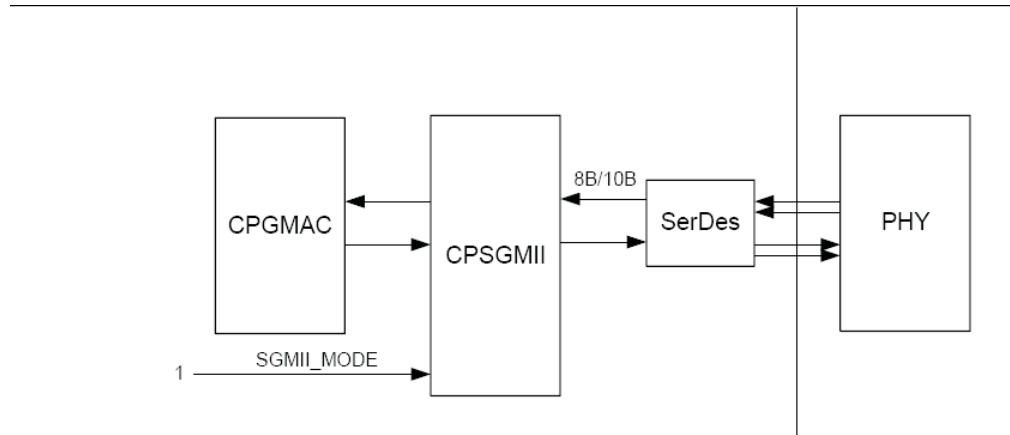 8B/10B
CPGMAC
CPSGMII
SerDes
PHY
SGMII_MODE
1